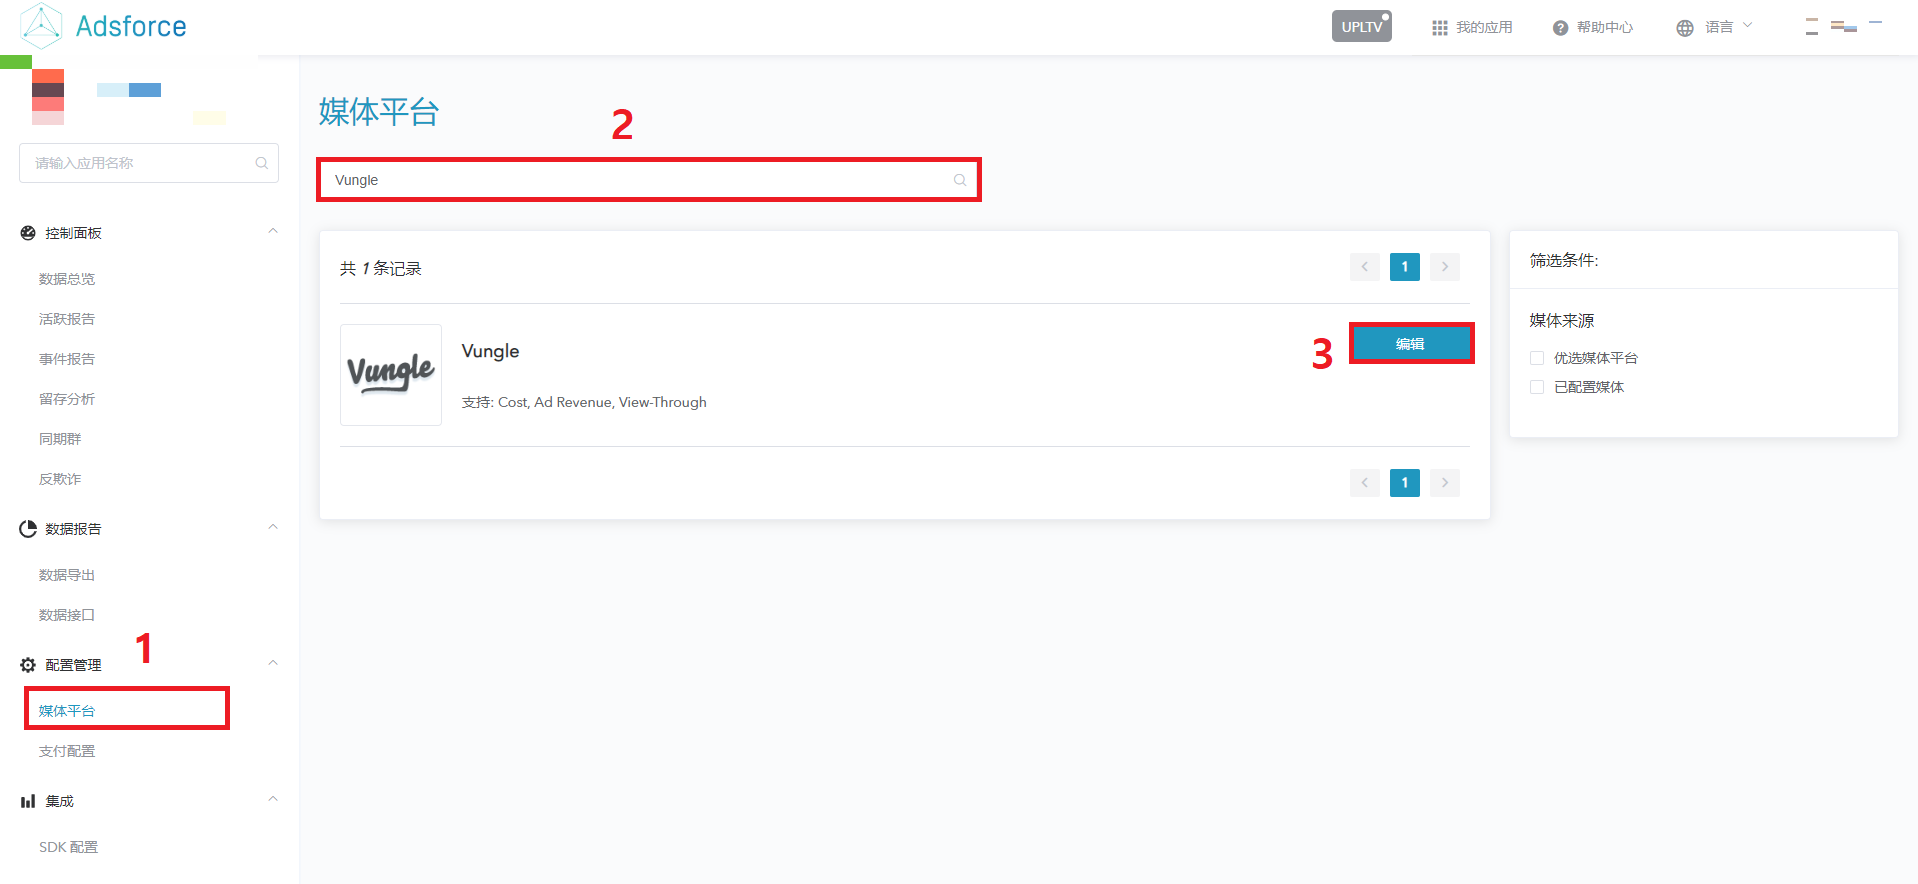 Adsforce
UPLTV
我的应用
帮助中心
语言
请输入应用名称
控制面板
数据总览
活跃报告
事件报告
留存分析
同期群
反欺诈
数据报告
数据导出
数据接口
1
配置管理
媒体平台
支付配置
集成
SDK 配置
媒体平台
2
Vungle
共 1 条记录
1
Vungle
Vungle
3
编辑
支持: Cost, Ad Revenue, View-Through
1
筛选条件:
媒体来源
优选媒体平台
已配置媒体